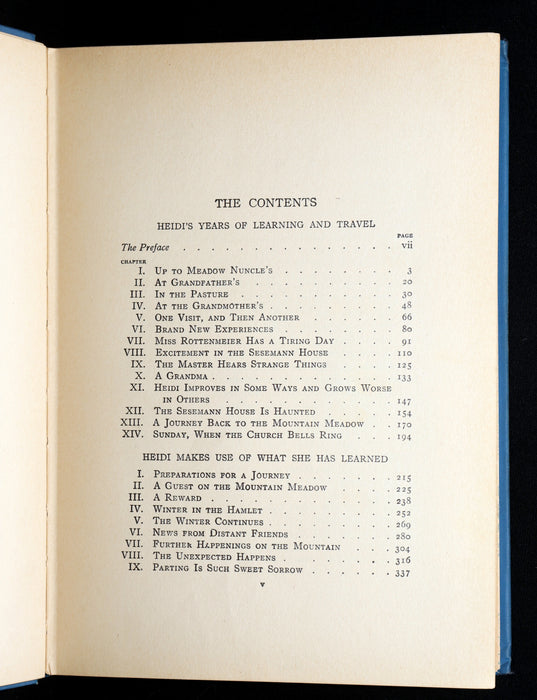 THE CONTENTS
HEIDI'S YEARS OF LEARNING AND TRAVEL
PAGE
The Preface . . . . . . . . . . . . . . vii
CHAPTER
I. UP TO MEADOW NUNCLE'S . . . . . . . . 3
II. AT GRANDFATHER'S . . . . . . . . . . 20
III. IN THE PASTURE . . . . . . . . . . 30
IV. AT THE GRANDMOTHER'S . . . . . . . . 48
V. ONE VISIT, AND THEN ANOTHER . . . . . . 66
VI. BRAND NEW EXPERIENCES . . . . . . . . 80
VII. MISS ROTTENMEIER HAS A TIRING DAY . . . . 91
VIII. EXCITEMENT IN THE SESEMANN HOUSE . . . . 110
IX. THE MASTER HEARS STRANGE THINGS . . . . 125
X. A GRANDMA . . . . . . . . . . . . 133
XI. HEIDI IMPROVES IN SOME WAYS AND GROWS WORSE
IN OTHERS . . . . . . . . . . . 147
XII. THE SESEMANN HOUSE IS HAUNTED . . . . . 154
XIII. A JOURNEY BACK TO THE MOUNTAIN MEADOW . . 170
XIV. SUNDAY, WHEN THE CHURCH BELLS RING . . . . 194
HEIDI MAKES USE OF WHAT SHE HAS LEARNED
I. PREPARATIONS FOR A JOURNEY . . . . . . . 215
II. A GUEST ON THE MOUNTAIN MEADOW . . . . 225
III. A REWARD . . . . . . . . . . . . 238
IV. WINTER IN THE HAMLET . . . . . . . . 252
V. THE WINTER CONTINUES . . . . . . . . 269
VI. NEWS FROM DISTANT FRIENDS . . . . . . . 280
VII. FURTHER HAPPENINGS ON THE MOUNTAIN . . . . 304
VIII. THE UNEXPECTED HAPPENS . . . . . . . . 316
IX. PARTING IS SUCH SWEET SORROW . . . . . . 337
v